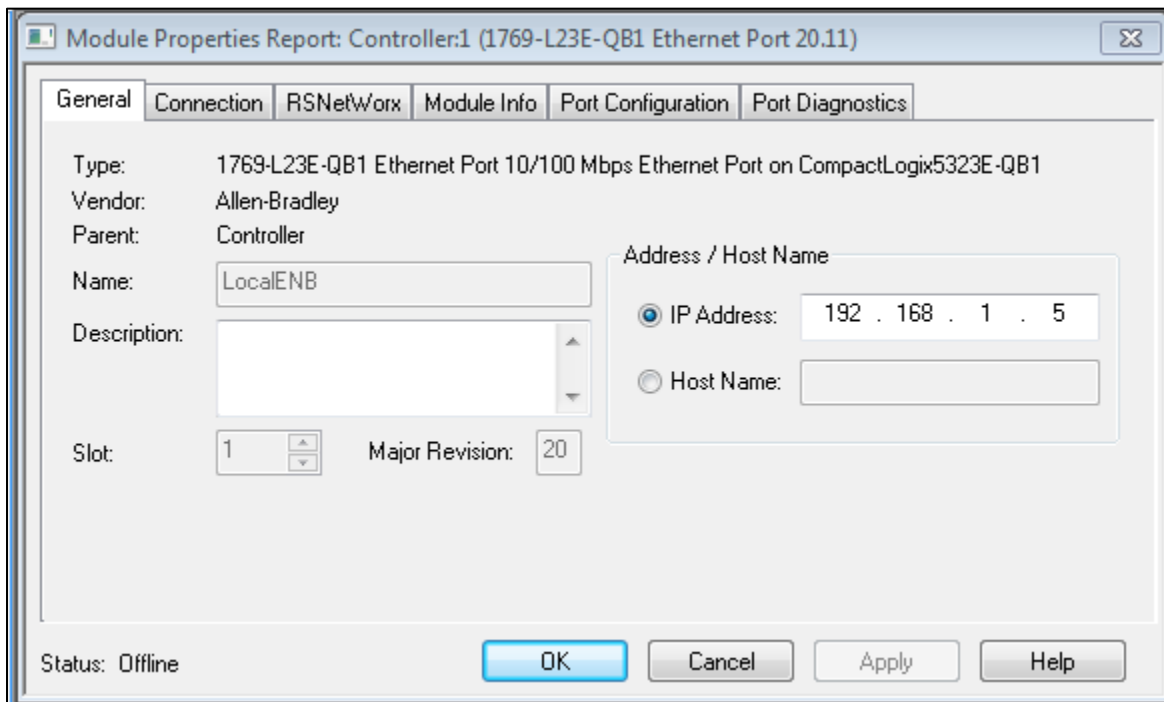 Module Properties Report: Controller:1 (1769-L23E-QB1 Ethernet Port 20.11)
General Connection RSNetWorx Module Info Port Configuration Port Diagnostics
Type: 1769-L23E-QB1 Ethernet Port 10/100 Mbps Ethernet Port on CompactLogix5323E-QB1
Vendor: Allen-Bradley
Parent: Controller
Name: LocalENB
Description:
Slot: 1 Major Revision: 20
Address / Host Name
IP Address: 192 . 168 . 1 . 5
Host Name:
Status: Offline OK Cancel Apply Help